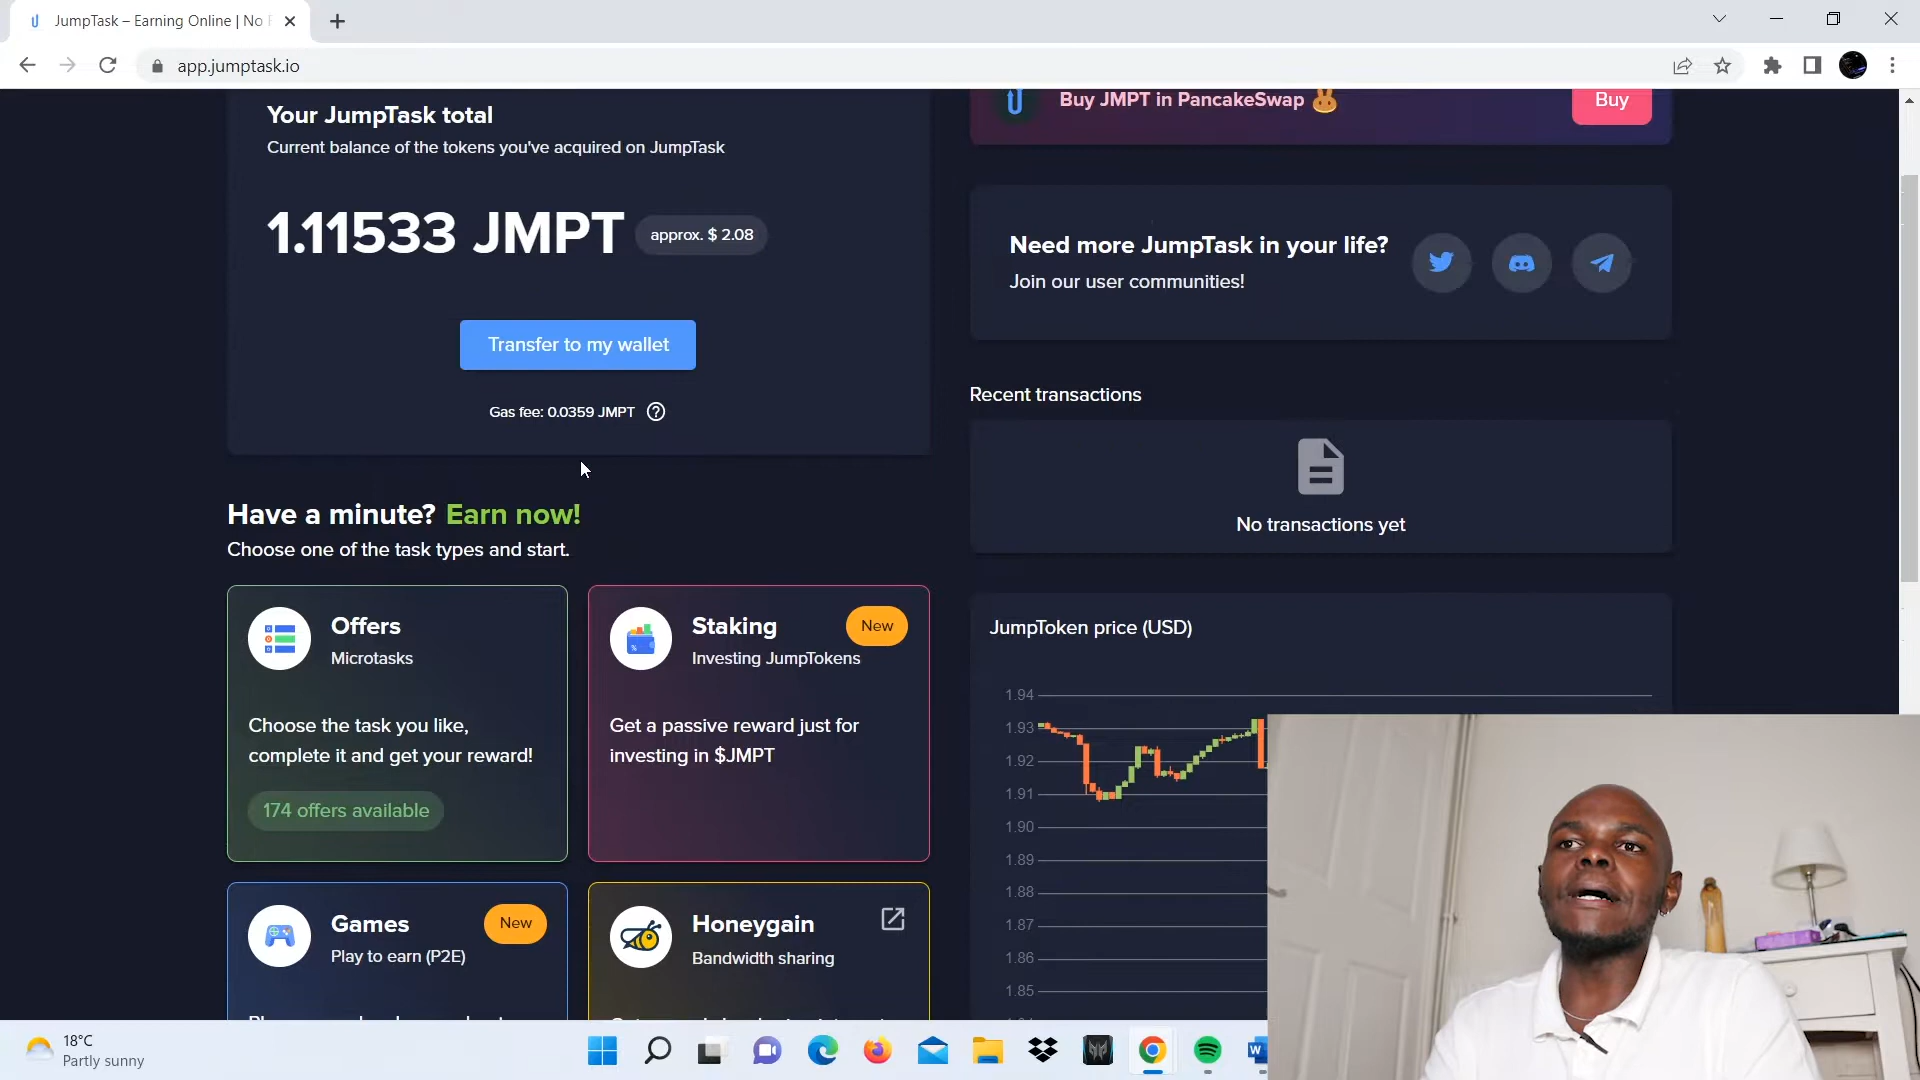 JumpTask – Earning Online | No
app.jumptask.io
Your JumpTask total
Current balance of the tokens you've acquired on JumpTask
1.11533 JMPT
approx. $ 2.08
Transfer to my wallet
Gas fee: 0.0359 JMPT
Buy JMPT in PancakeSwap
Buy
Need more JumpTask in your life?
Join our user communities!
Recent transactions
No transactions yet
Have a minute? Earn now!
Choose one of the task types and start.
Offers
Microtasks
Choose the task you like,
complete it and get your reward!
174 offers available
Staking
New
Investing JumpTokens
Get a passive reward just for
investing in $JMPT
Games
New
Play to earn (P2E)
Honeygain
Bandwidth sharing
JumpToken price (USD)
1.94
1.93
1.92
1.91
1.90
1.89
1.88
1.87
1.86
1.85
18°C
Partly sunny
W